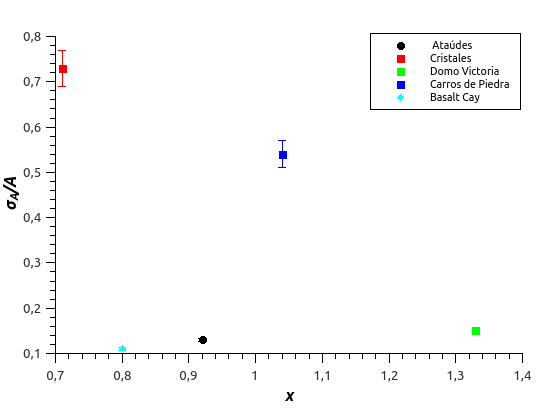 Ataúdes
Cristales
Domo Victoria
Carros de Piedra
Basalt Cay
0,8
0,7
0,6
0,5
0,4
0,3
0,2
0,1
σA/A
0,7 0,8 0,9 1 1,1 1,2 1,3 1,4
x